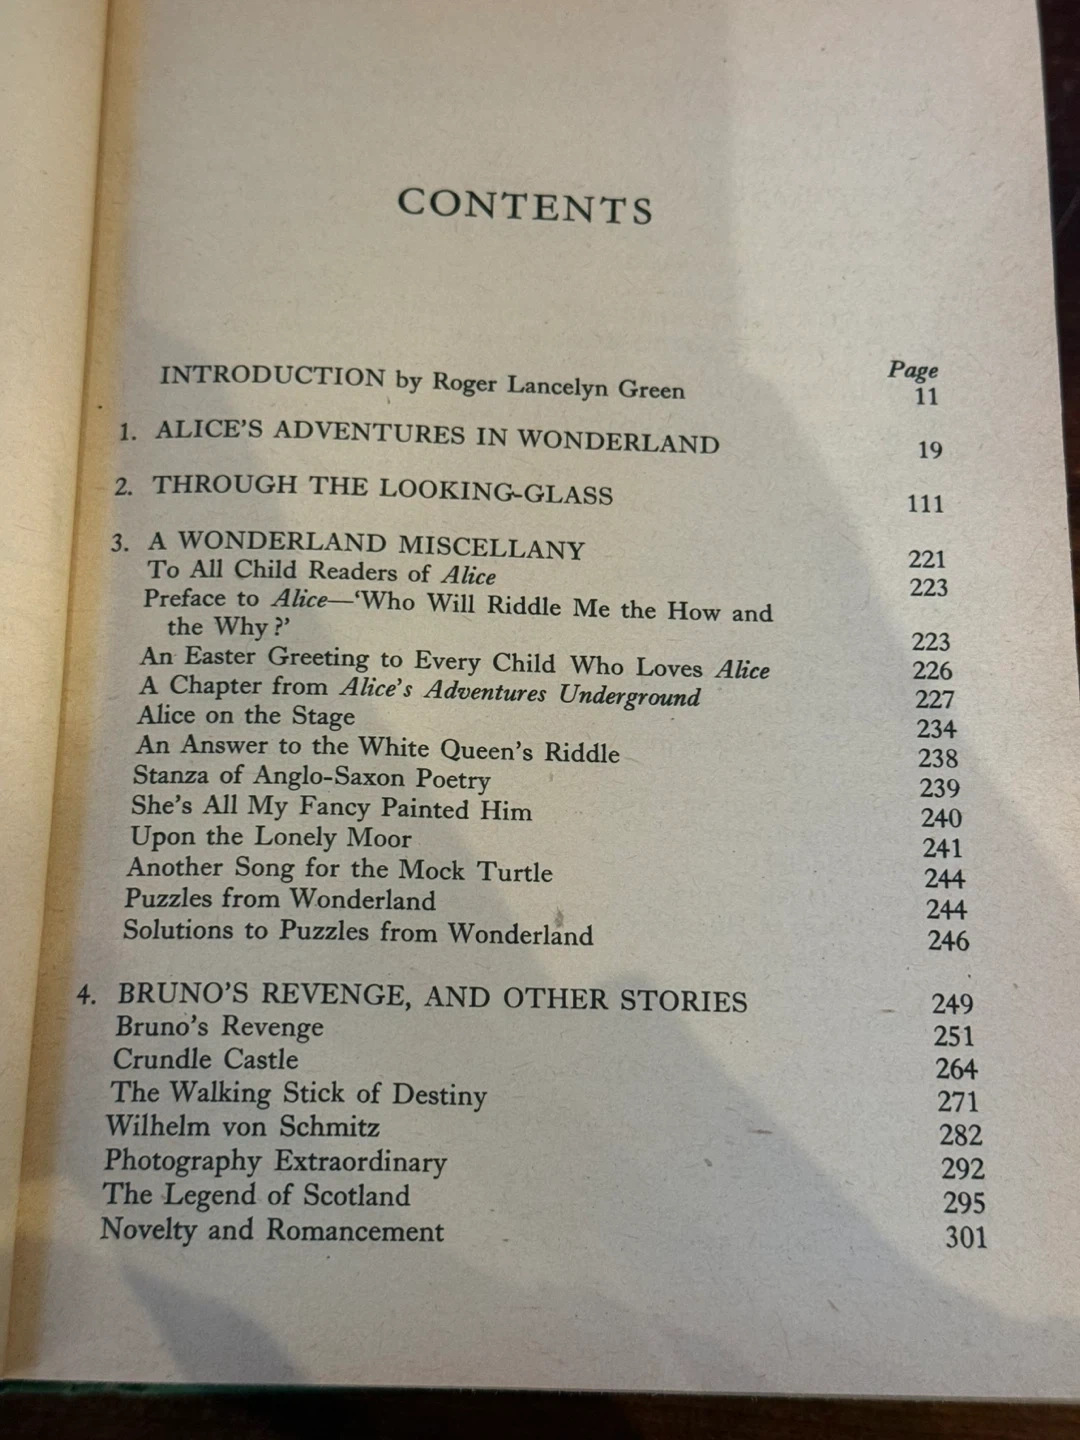 CONTENTS
Page
INTRODUCTION by Roger Lancelyn Green 11
1. ALICE'S ADVENTURES IN WONDERLAND 19
2. THROUGH THE LOOKING-GLASS 111
3. A WONDERLAND MISCELLANY 221
To All Child Readers of Alice 223
Preface to Alice—‘Who Will Riddle Me the How and
the Why?’ 223
An Easter Greeting to Every Child Who Loves Alice 226
A Chapter from Alice's Adventures Underground 227
Alice on the Stage 234
An Answer to the White Queen's Riddle 238
Stanza of Anglo-Saxon Poetry 239
She's All My Fancy Painted Him 240
Upon the Lonely Moor 241
Another Song for the Mock Turtle 244
Puzzles from Wonderland 244
Solutions to Puzzles from Wonderland 246
4. BRUNO'S REVENGE, AND OTHER STORIES 249
Bruno's Revenge 251
Crundle Castle 264
The Walking Stick of Destiny 271
Wilhelm von Schmitz 282
Photography Extraordinary 292
The Legend of Scotland 295
Novelty and Romancement 301